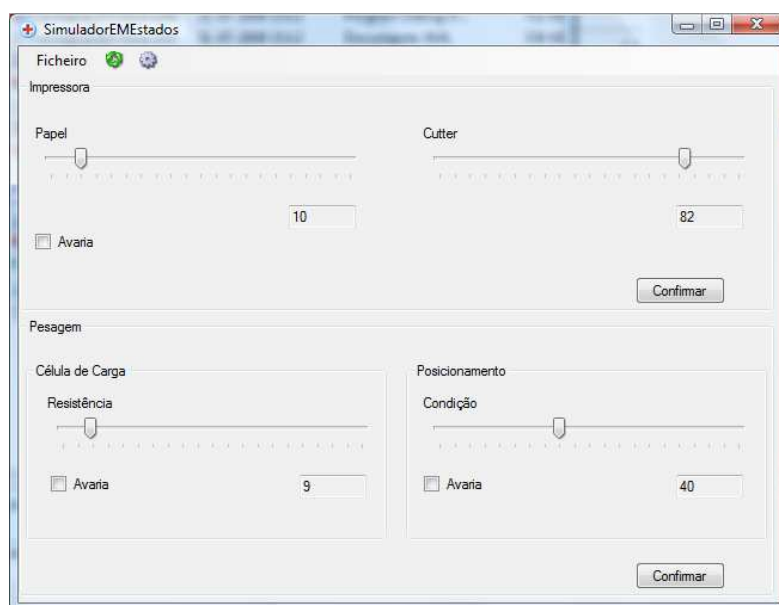 SimuladorEMEstados
Ficheiro
Impressora
Papel Cutter
10 82
Avaria
Confirmar
Pesagem
Célula de Carga Posicionamento
Resistência Condição
Avaria 9 Avaria 40
Confirmar